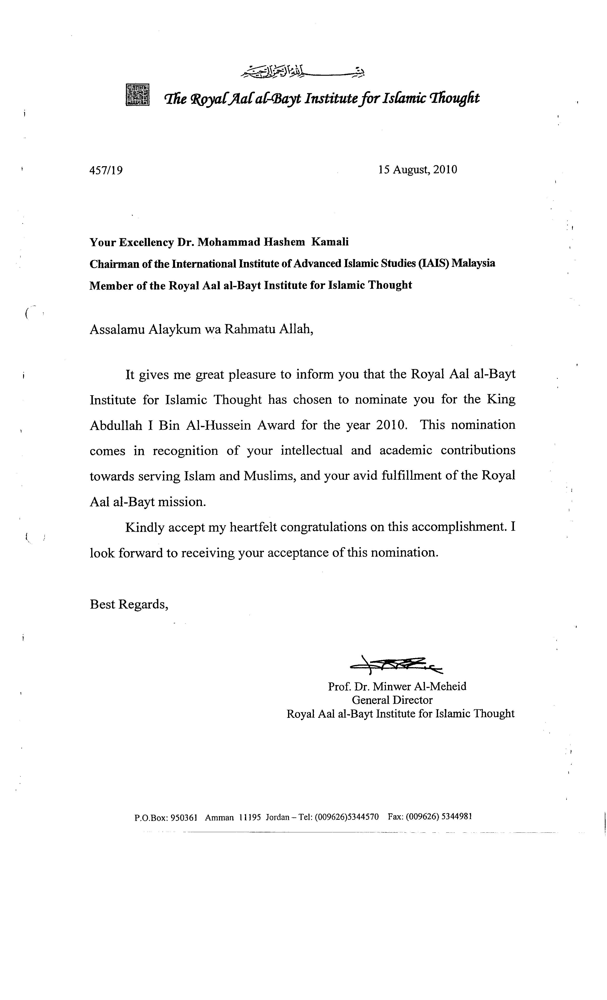 بسم الله الرحمن الرحيم
The Royal Aal al-Bayt Institute for Islamic Thought
457/19 15 August, 2010
Your Excellency Dr. Mohammad Hashem Kamali
Chairman of the International Institute of Advanced Islamic Studies (IAIS) Malaysia
Member of the Royal Aal al-Bayt Institute for Islamic Thought
Assalamu Alaykum wa Rahmatu Allah,
It gives me great pleasure to inform you that the Royal Aal al-Bayt
Institute for Islamic Thought has chosen to nominate you for the King
Abdullah I Bin Al-Hussein Award for the year 2010. This nomination
comes in recognition of your intellectual and academic contributions
towards serving Islam and Muslims, and your avid fulfillment of the Royal
Aal al-Bayt mission.
Kindly accept my heartfelt congratulations on this accomplishment. I
look forward to receiving your acceptance of this nomination.
Best Regards,
Prof. Dr. Minwer Al-Meheid
General Director
Royal Aal al-Bayt Institute for Islamic Thought
P.O.Box: 950361 Amman 11195 Jordan – Tel: (009626)5344570 Fax: (009626) 5344981